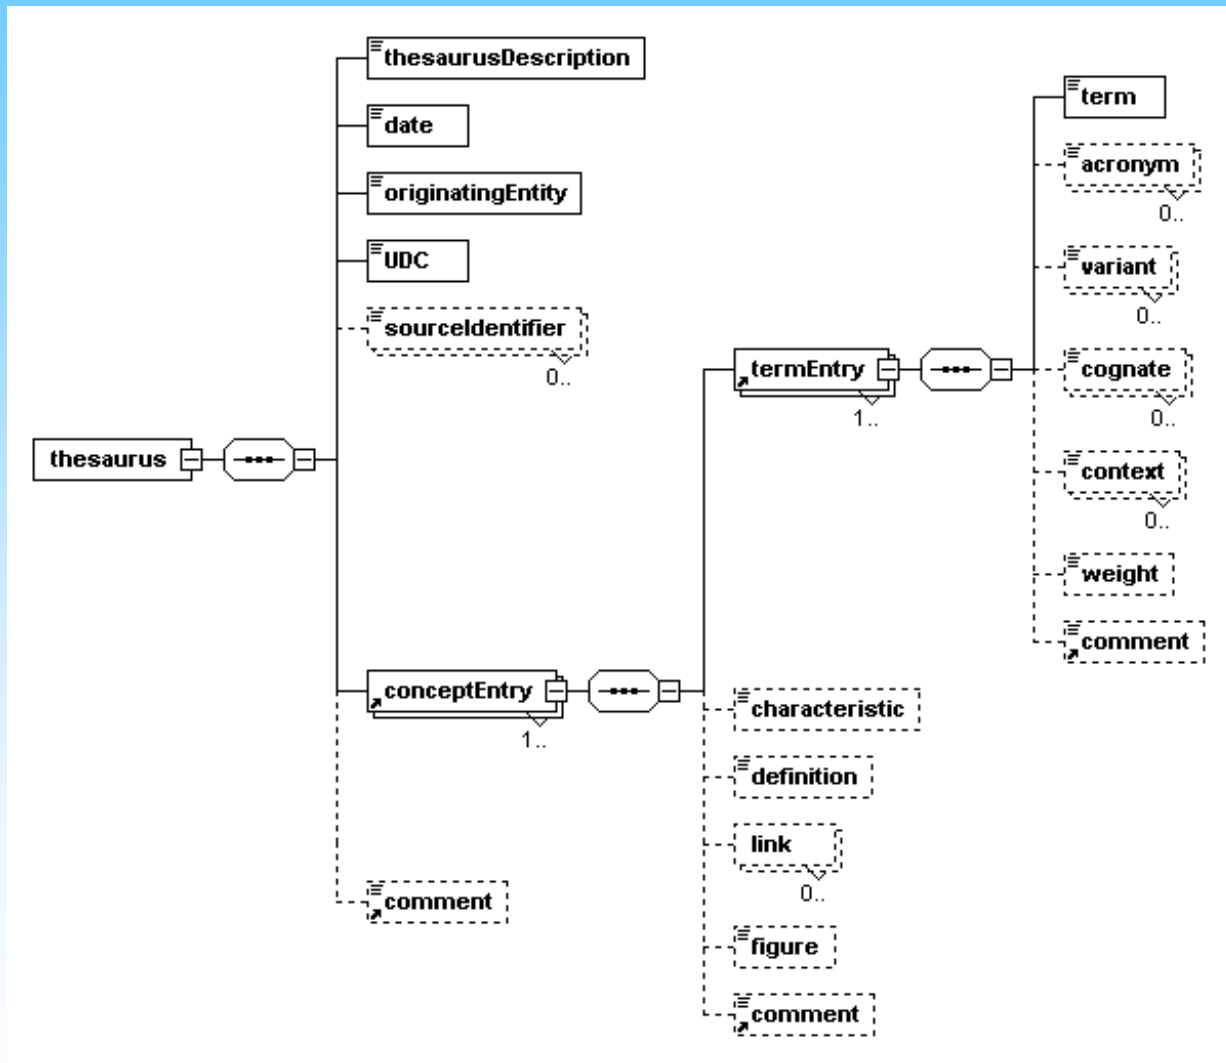 thesaurus
thesaurusDescription
date
originatingEntity
UDC
sourceIdentifier
0..
conceptEntry
1..
comment
termEntry
1..
characteristic
definition
link
0..
figure
comment
term
acronym
0..
variant
0..
cognate
0..
context
0..
weight
comment